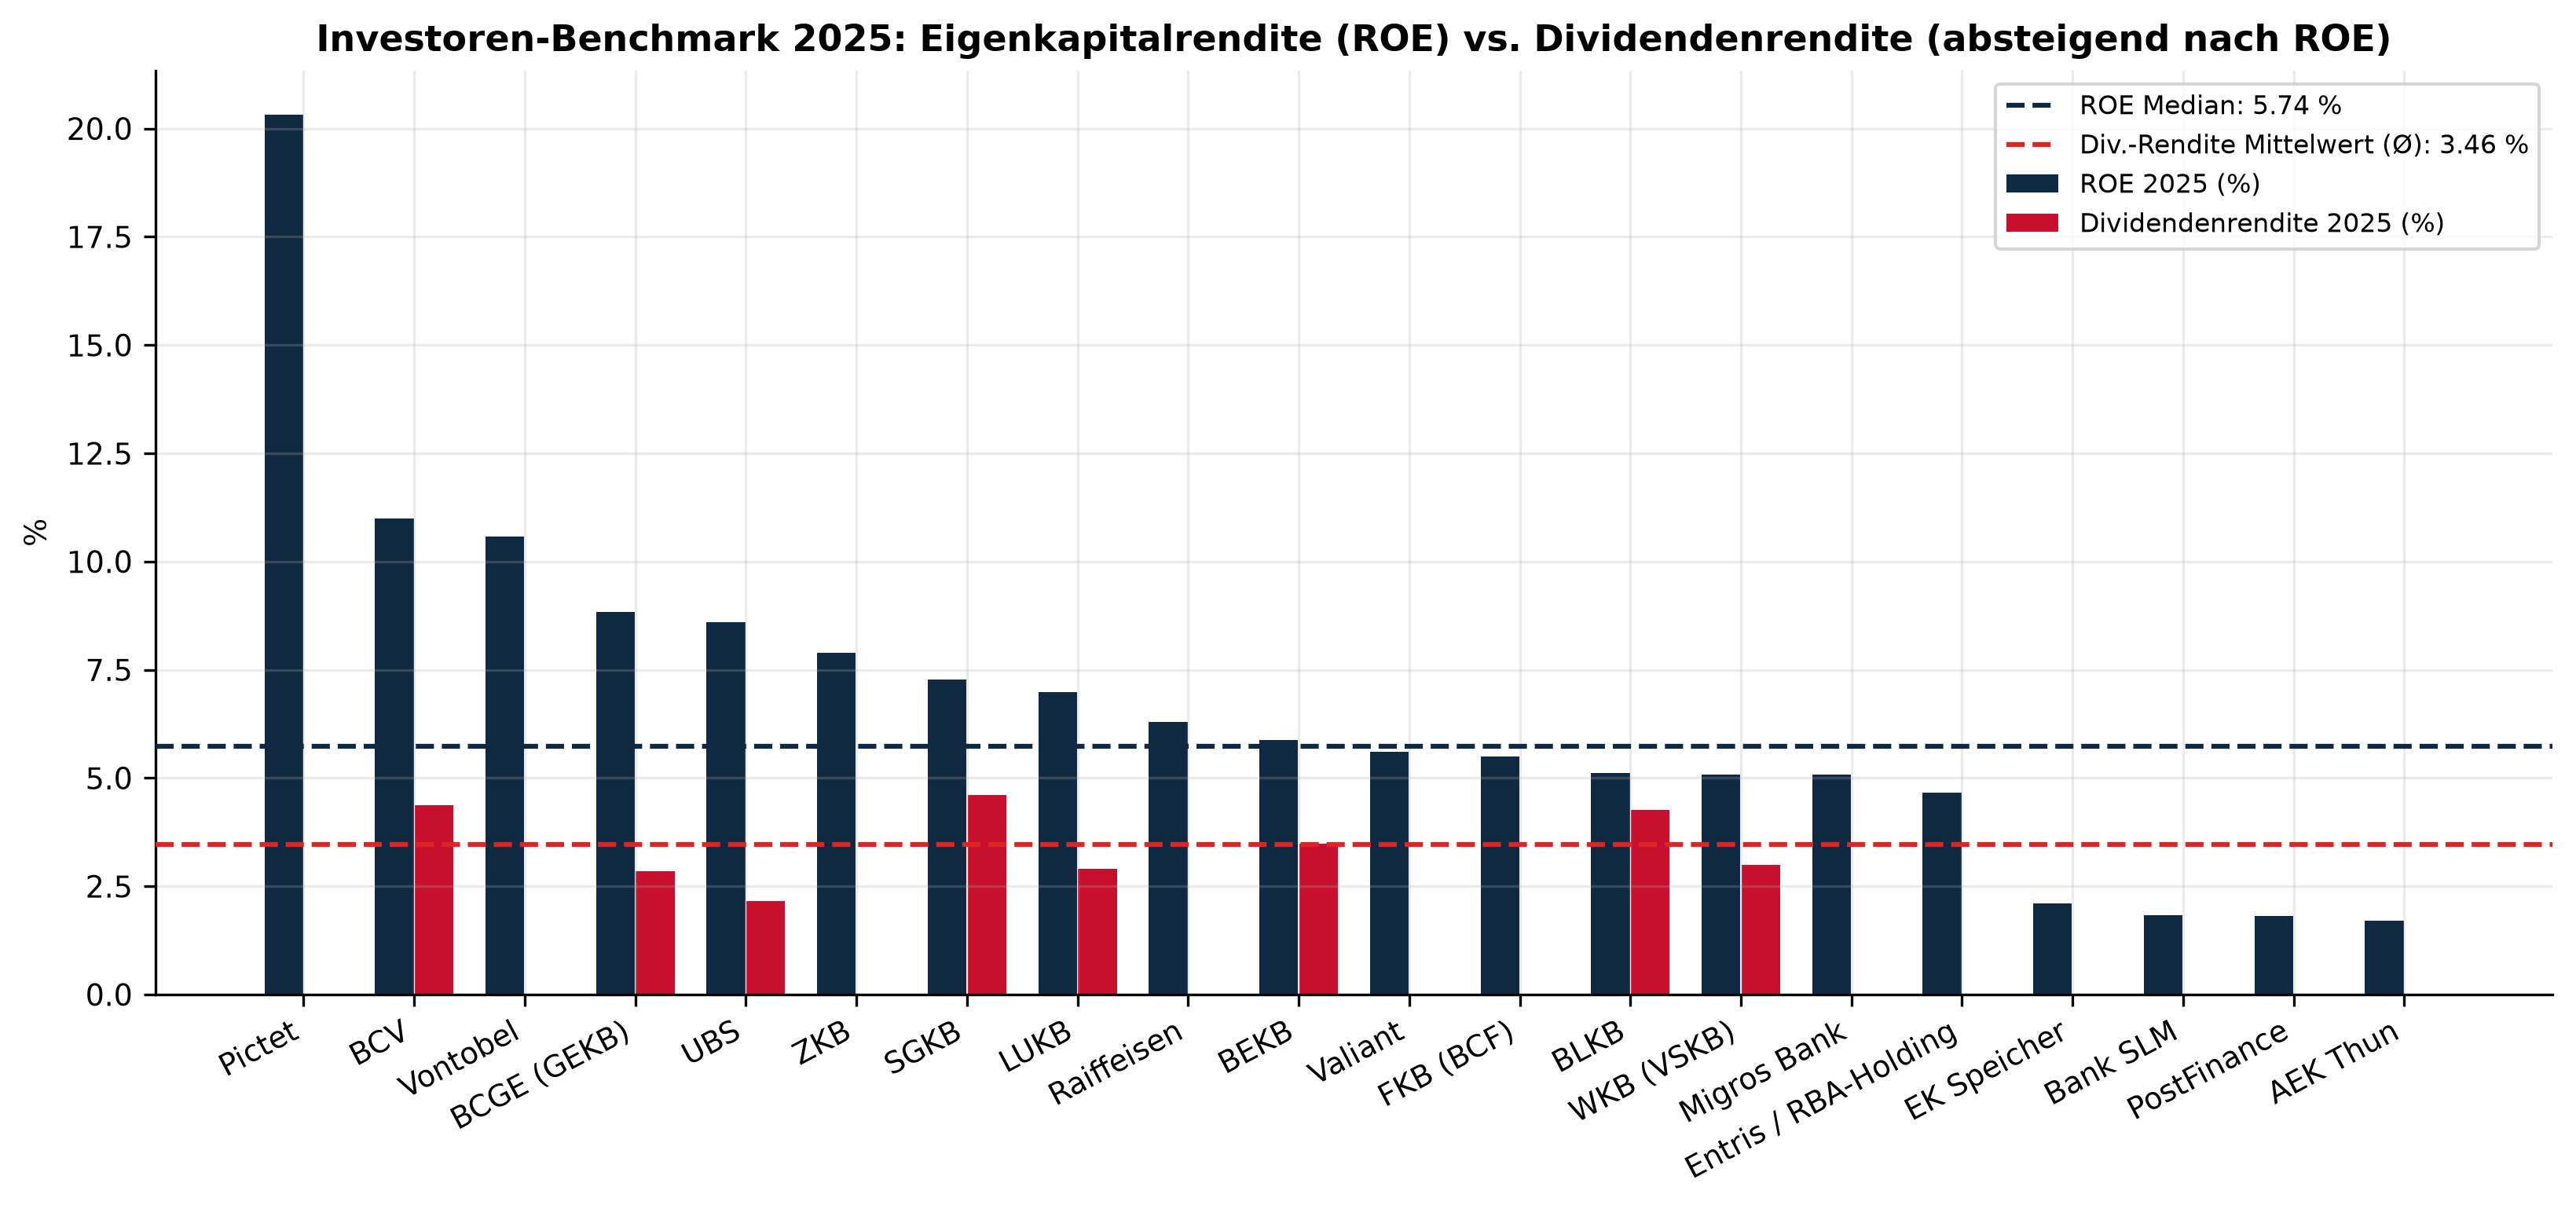 Investoren-Benchmark 2025: Eigenkapitalrendite (ROE) vs. Dividendenrendite (absteigend nach ROE)
ROE Median: 5.74 %
Div.-Rendite Mittelwert (Ø): 3.46 %
ROE 2025 (%)
Dividendenrendite 2025 (%)
%
20.0
17.5
15.0
12.5
10.0
7.5
5.0
2.5
0.0
Pictet
BCV
Vontobel
BCGE (GEKB)
UBS
ZKB
SGKB
LUKB
Raiffeisen
BEKB
Valiant
FKB (BCF)
BLKB
WKB (VSKB)
Migros Bank
Entris / RBA-Holding
EK Speicher
Bank SLM
PostFinance
AEK Thun